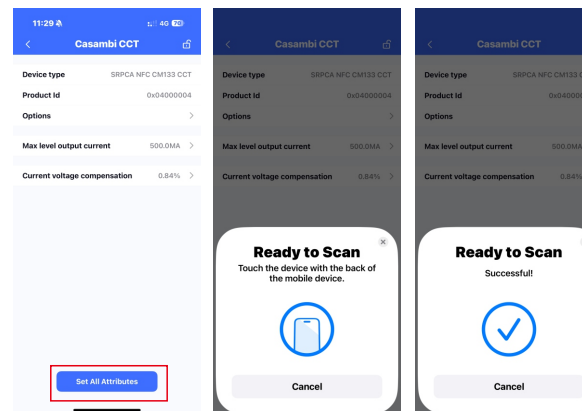 11:29 4G 70
Casambi CCT
Device type SRPCA NFC CM133 CCT
Product Id 0x04000004
Options
Max level output current 500.0MA
Current voltage compensation 0.84%
Set All Attributes
Casambi CCT
Device type SRPCA NFC CM133 CCT
Product Id 0x04000004
Options
Max level output current 500.0MA
Current voltage compensation 0.84%
Ready to Scan
Touch the device with the back of
the mobile device.
Cancel
Casambi CCT
Device type SRPCA NFC CM133 C
Product Id 0x040000
Options
Max level output current 500.0MA
Current voltage compensation 0.84%
Ready to Scan
Successful!
Cancel